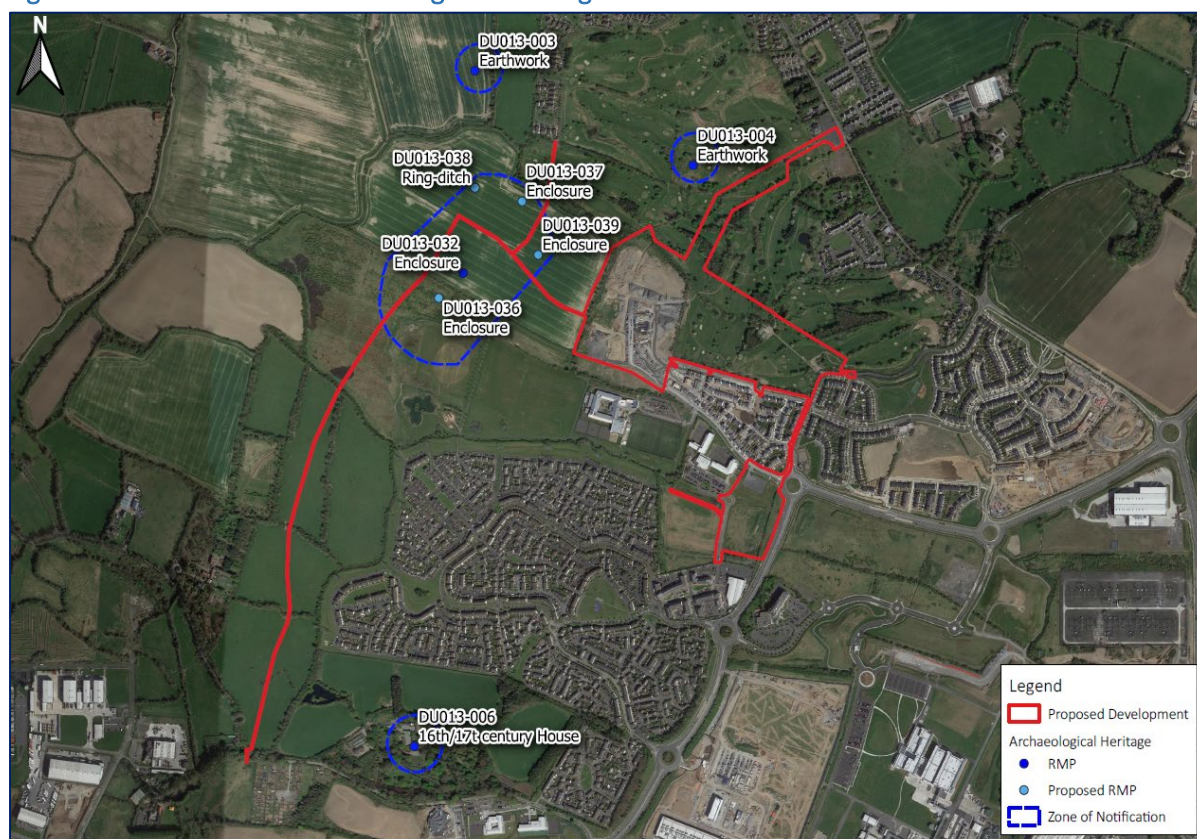 N
DU013-003
Earthwork
DU013-004
Earthwork
DU013-038
Ring-ditch
DU013-037
Enclosure
DU013-039
Enclosure
DU013-032
Enclosure
DU013-036
Enclosure
DU013-006
16th/17t century House
Legend
Proposed Development
Archaeological Heritage
RMP
Proposed RMP
Zone of Notification